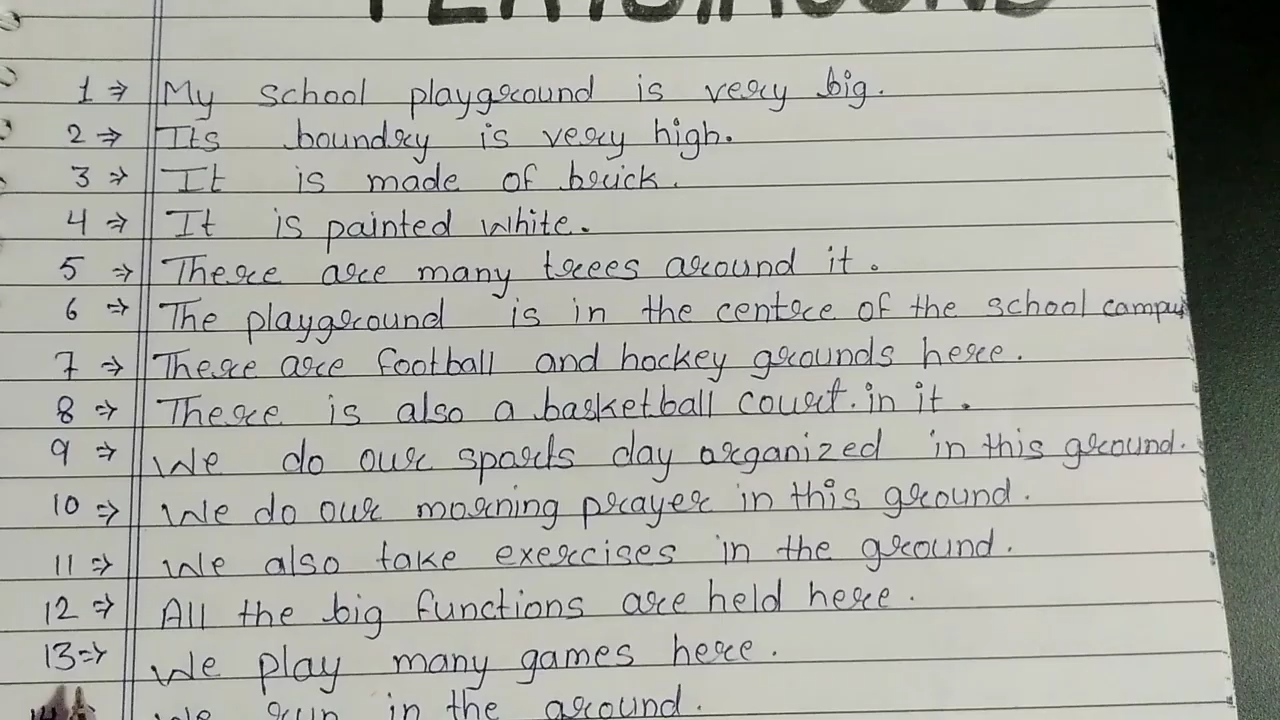 PLAYGROUND
1 ⇒ My school playground is very big.
2 ⇒ Its boundry is very high.
3 ⇒ It is made of brick.
4 ⇒ It is painted white.
5 ⇒ There are many trees around it.
6 ⇒ The playground is in the centre of the school campus
7 ⇒ There are football and hockey grounds here.
8 ⇒ There is also a basketball court. in it.
9 ⇒ We do our sports day organized in this ground.
10 ⇒ We do our morning prayer in this ground.
11 ⇒ We also take exercises in the ground.
12 ⇒ All the big functions are held here.
13 ⇒ We play many games here.
We run in the ground.